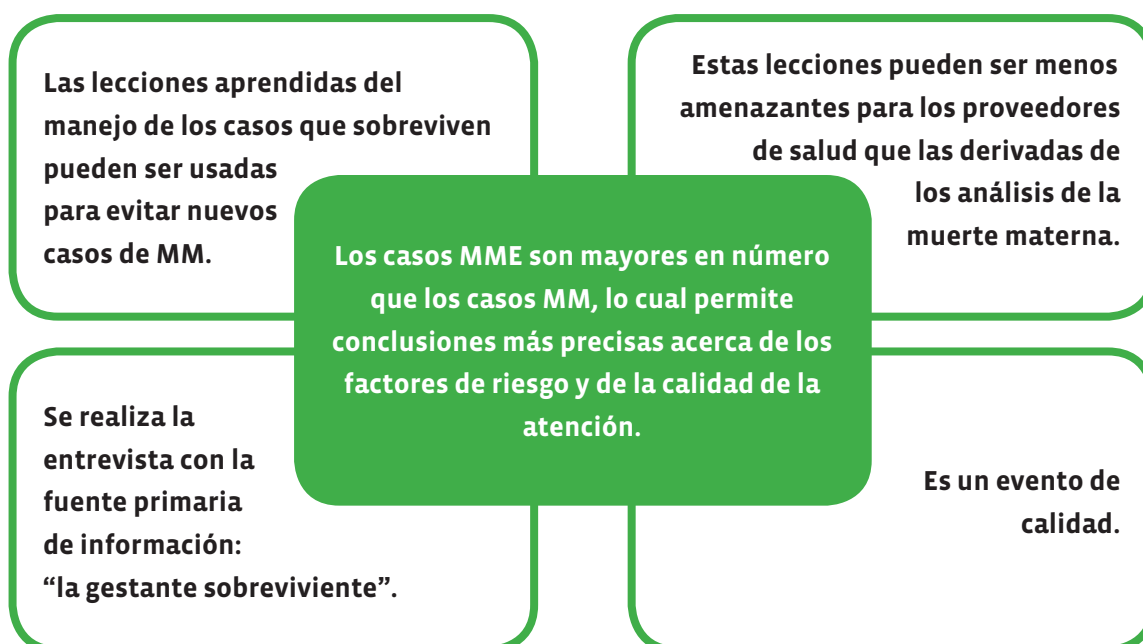 Las lecciones aprendidas del
manejo de los casos que sobreviven
pueden ser usadas
para evitar nuevos
casos de MM.
Estas lecciones pueden ser menos
amenazantes para los proveedores
de salud que las derivadas de
los análisis de la
muerte materna.
Los casos MME son mayores en número
que los casos MM, lo cual permite
conclusiones más precisas acerca de los
factores de riesgo y de la calidad de la
atención.
Se realiza la
entrevista con la
fuente primaria
de información:
“la gestante sobreviviente”.
Es un evento de
calidad.